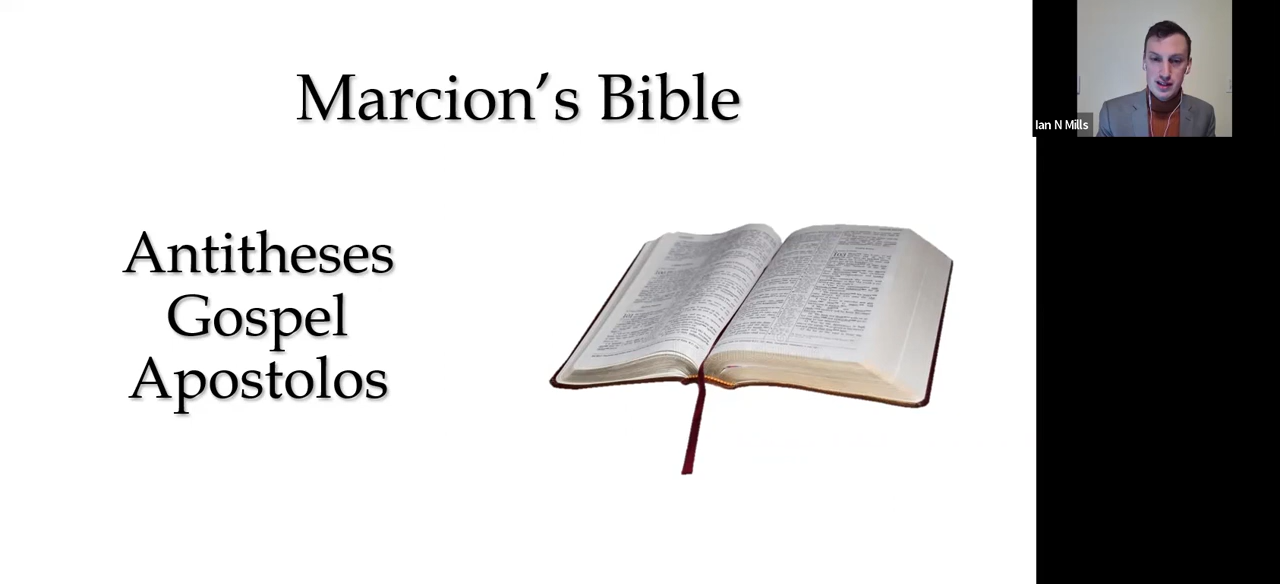 Marcion's Bible
Antitheses
Gospel
Apostolos
Ian N Mills